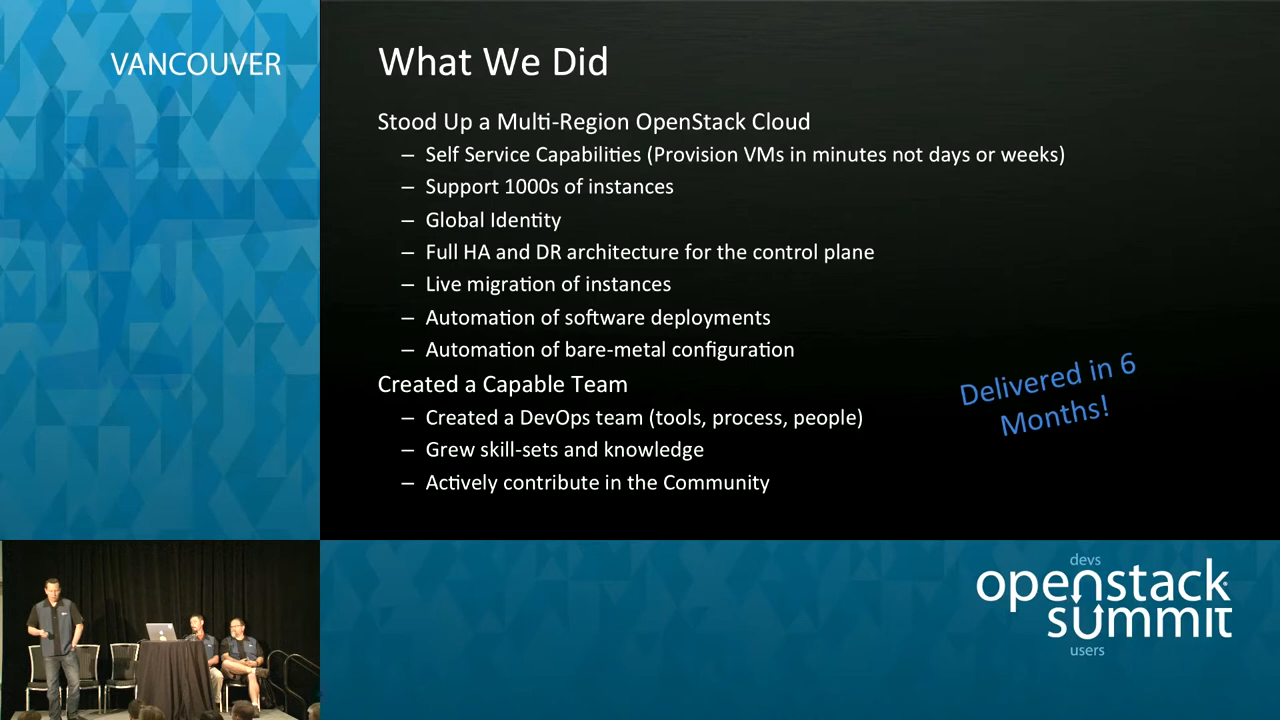 VANCOUVER
What We Did
Stood Up a Multi-Region OpenStack Cloud
– Self Service Capabilities (Provision VMs in minutes not days or weeks)
– Support 1000s of instances
– Global Identity
– Full HA and DR architecture for the control plane
– Live migration of instances
– Automation of software deployments
– Automation of bare-metal configuration
Created a Capable Team
– Created a DevOps team (tools, process, people)
– Grew skill-sets and knowledge
– Actively contribute in the Community
Delivered in 6
Months!
devs
openstack
summit
users